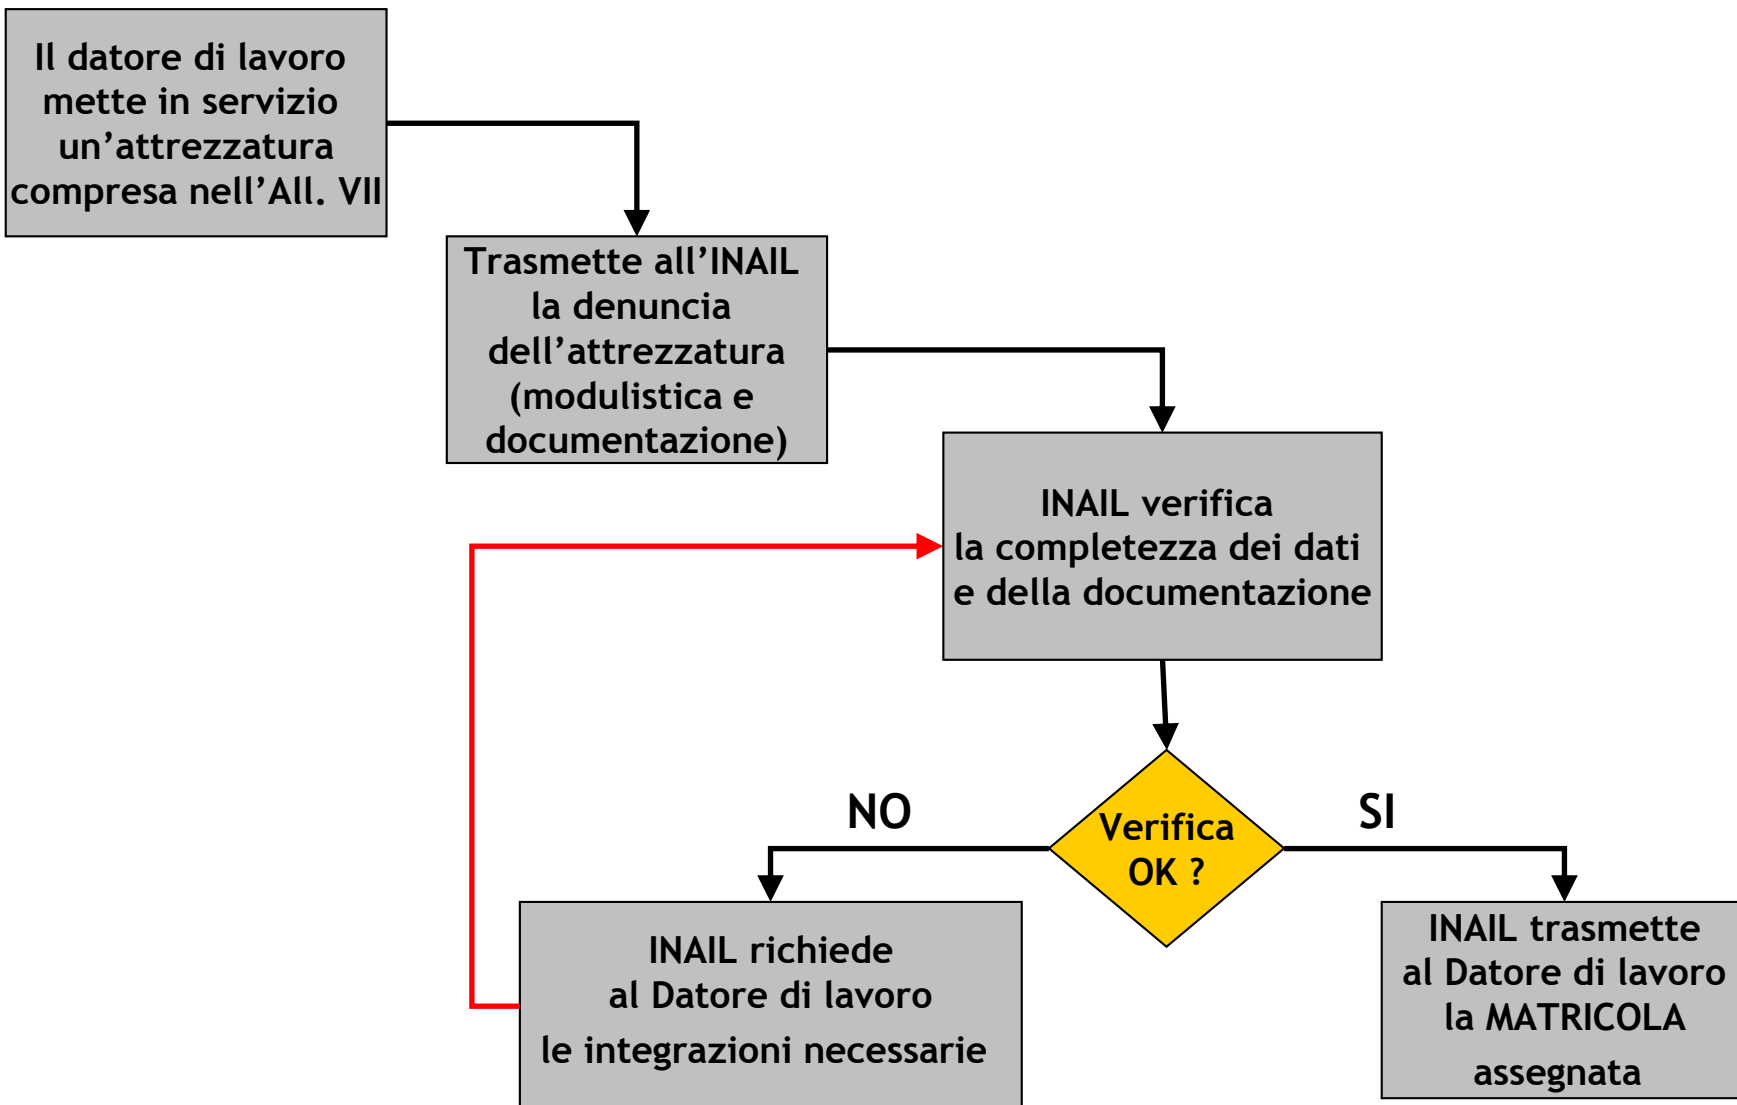 Il datore di lavoro
mette in servizio
un’attrezzatura
compresa nell’All. VII
Trasmette all’INAIL
la denuncia
dell’attrezzatura
(modulistica e
documentazione)
INAIL verifica
la completezza dei dati
e della documentazione
NO
SI
Verifica
OK ?
INAIL richiede
al Datore di lavoro
le integrazioni necessarie
INAIL trasmette
al Datore di lavoro
la MATRICOLA
assegnata